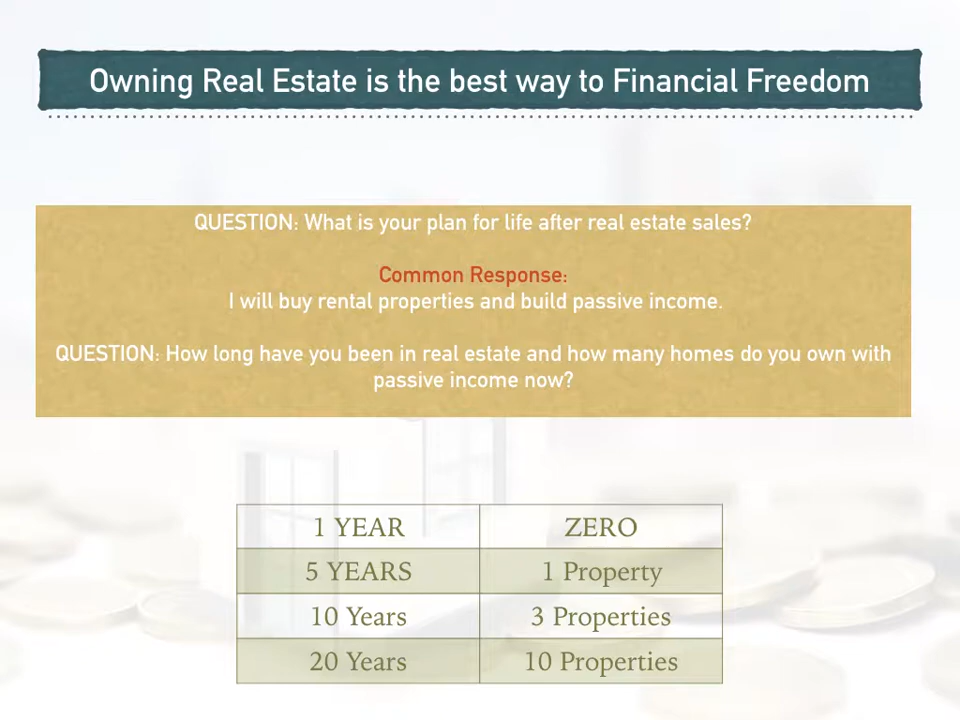 Owning Real Estate is the best way to Financial Freedom
QUESTION: What is your plan for life after real estate sales?
Common Response:
I will buy rental properties and build passive income.
QUESTION: How long have you been in real estate and how many homes do you own with
passive income now?
1 YEAR ZERO
5 YEARS 1 Property
10 Years 3 Properties
20 Years 10 Properties